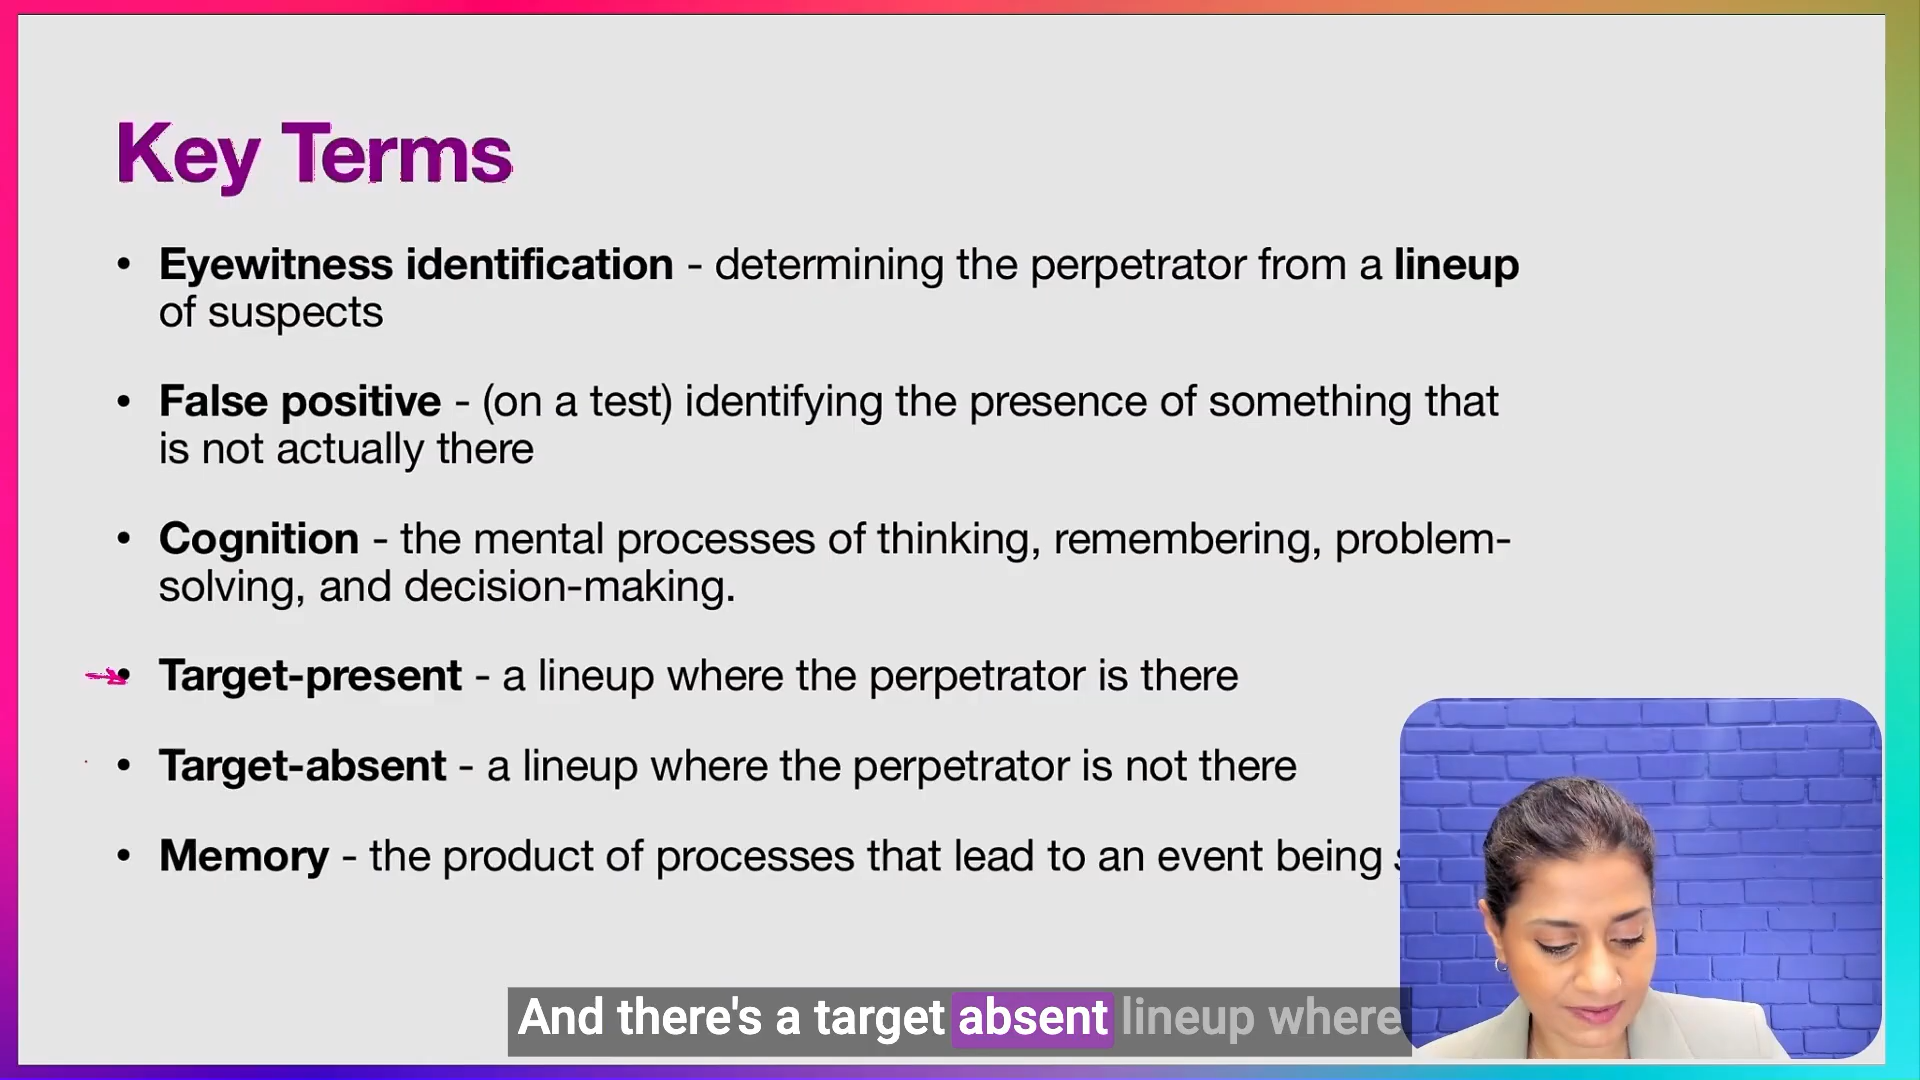 Key Terms
• Eyewitness identification - determining the perpetrator from a lineup
of suspects
• False positive - (on a test) identifying the presence of something that
is not actually there
• Cognition - the mental processes of thinking, remembering, problem-
solving, and decision-making.
• Target-present - a lineup where the perpetrator is there
• Target-absent - a lineup where the perpetrator is not there
• Memory - the product of processes that lead to an event being
And there's a target absent lineup where